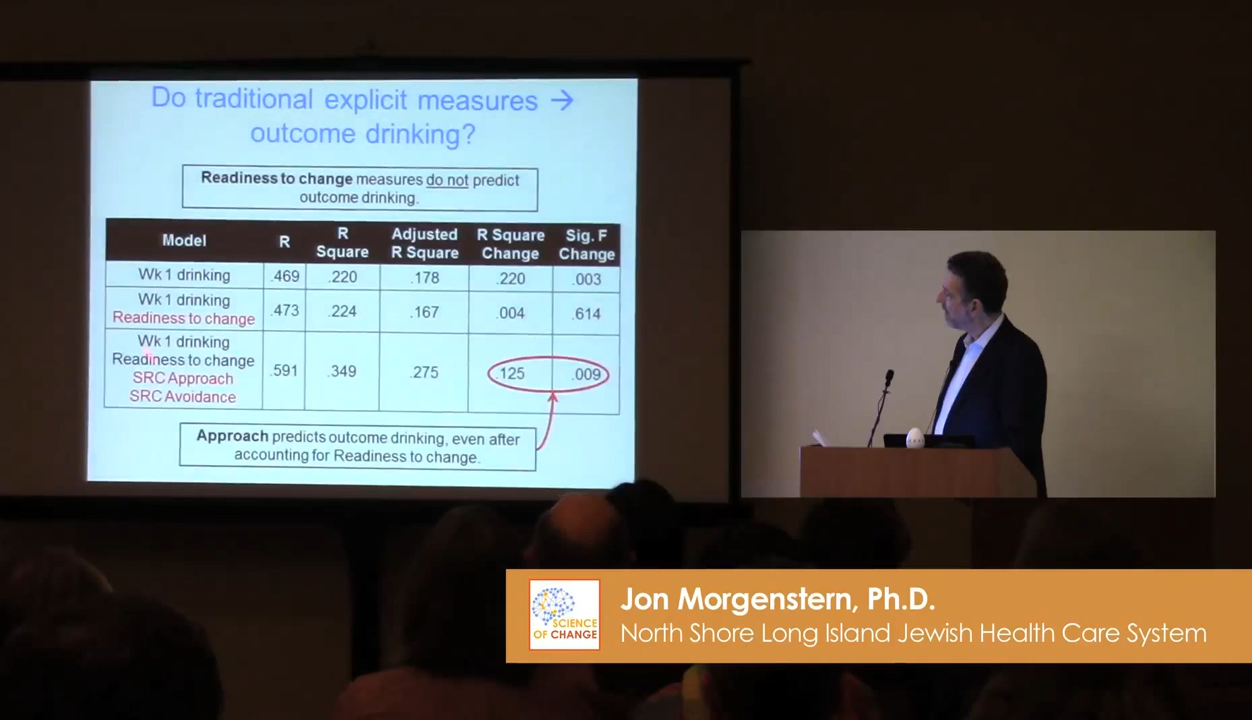 Do traditional explicit measures →
outcome drinking?
Readiness to change measures do not predict
outcome drinking.
Model R R Square Adjusted R Square R Square Change Sig. F Change
Wk 1 drinking .469 .220 .178 .220 .003
Wk 1 drinking
Readiness to change .473 .224 .167 .004 .614
Wk 1 drinking
Readiness to change
SRC Approach
SRC Avoidance .591 .349 .275 .125 .009
Approach predicts outcome drinking, even after
accounting for Readiness to change.
SCIENCE
OF CHANGE
Jon Morgenstern, Ph.D.
North Shore Long Island Jewish Health Care System